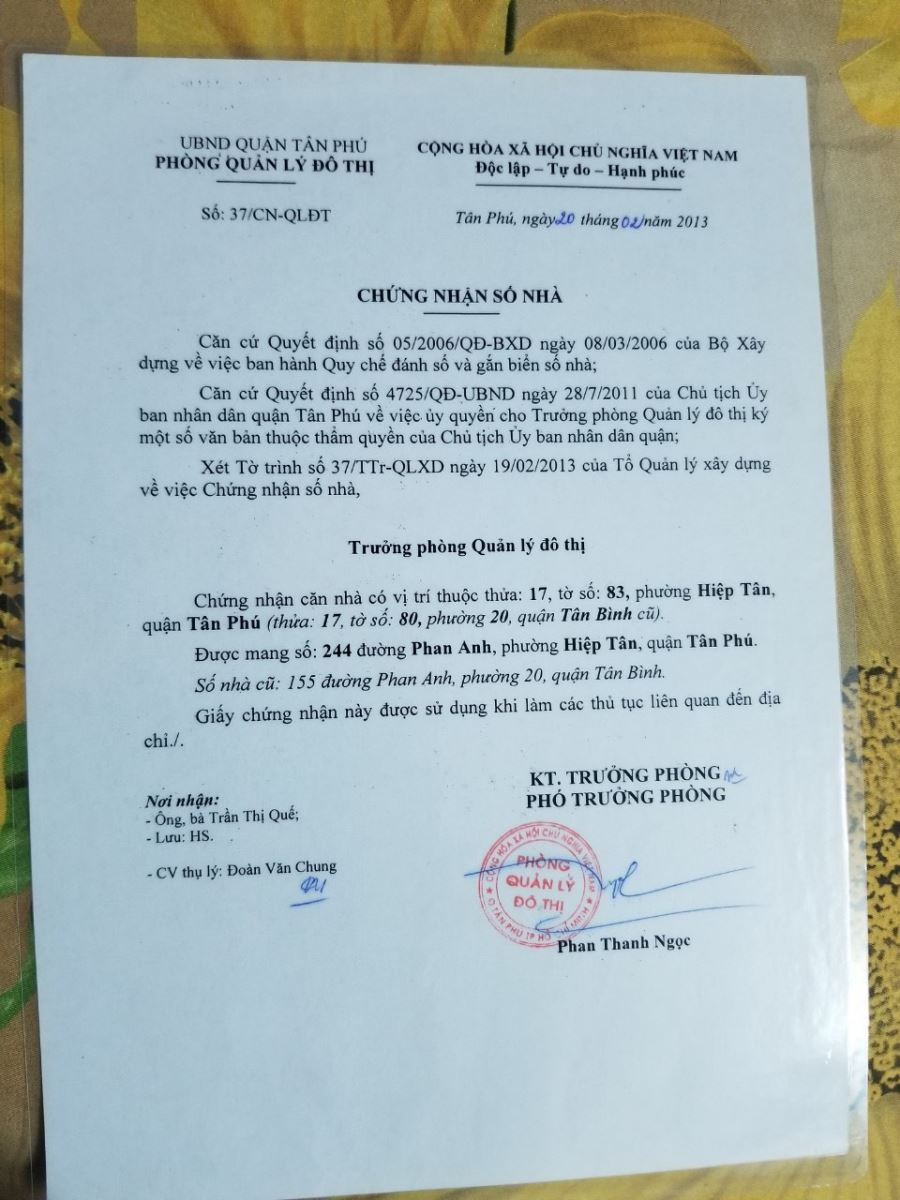 UBND QUẬN TÂN PHÚ
PHÒNG QUẢN LÝ ĐÔ THỊ
CỘNG HÒA XÃ HỘI CHỦ NGHĨA VIỆT NAM
Độc lập – Tự do – Hạnh phúc
Số: 37/CN-QLĐT
Tân Phú, ngày 20 tháng 02 năm 2013
CHỨNG NHẬN SỐ NHÀ
Căn cứ Quyết định số 05/2006/QĐ-BXD ngày 08/03/2006 của Bộ Xây
dựng về việc ban hành Quy chế đánh số và gắn biển số nhà;
Căn cứ Quyết định số 4725/QĐ-UBND ngày 28/7/2011 của Chủ tịch Ủy
ban nhân dân quận Tân Phú về việc ủy quyền cho Trưởng phòng Quản lý đô thị ký
một số văn bản thuộc thẩm quyền của Chủ tịch Ủy ban nhân dân quận;
Xét Tờ trình số 37/TTr-QLXD ngày 19/02/2013 của Tổ Quản lý xây dựng
về việc Chứng nhận số nhà,
Trưởng phòng Quản lý đô thị
Chứng nhận căn nhà có vị trí thuộc thửa: 17, tờ số: 83, phường Hiệp Tân,
quận Tân Phú (thửa: 17, tờ số: 80, phường 20, quận Tân Bình cũ).
Được mang số: 244 đường Phan Anh, phường Hiệp Tân, quận Tân Phú.
Số nhà cũ: 155 đường Phan Anh, phường 20, quận Tân Bình.
Giấy chứng nhận này được sử dụng khi làm các thủ tục liên quan đến địa
chỉ./.
Nơi nhận:
- Ông, bà Trần Thị Quế;
- Lưu: HS.
- CV thụ lý: Đoàn Văn Chung
KT. TRƯỞNG PHÒNG
PHÓ TRƯỞNG PHÒNG
CỘNG HÒA XÃ HỘI CHỦ NGHĨA VIỆT NAM
PHÒNG
QUẢN LÝ
ĐÔ THỊ
Q TÂN PHÚ TP HỒ CHÍ MINH
Phan Thanh Ngọc